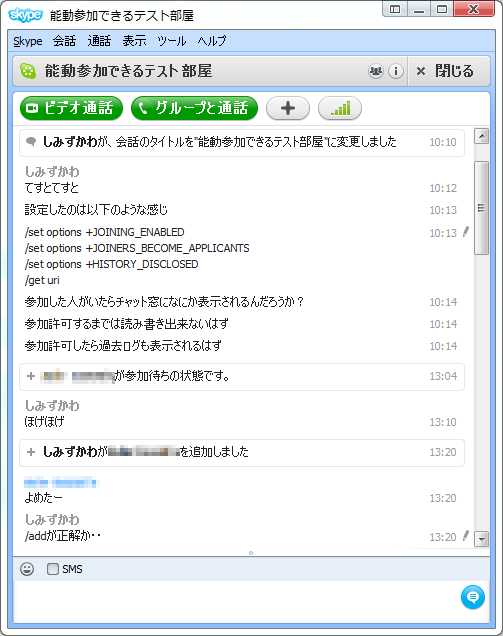 skype 能動参加できるテスト部屋
Skype 会話 通話 表示 ツール ヘルプ
能動参加できるテスト部屋 × 閉じる
ビデオ通話 グループと通話
しみずかわが、会話のタイトルを"能動参加できるテスト部屋"に変更しました 10:10
しみずかわ
てすとてすと 10:12
設定したのは以下のような感じ 10:13
/set options +JOINING_ENABLED 10:13
/set options +JOINERS_BECOME_APPLICANTS
/set options +HISTORY_DISCLOSED
/get uri
参加した人がいたらチャット窓になにか表示されるんだろうか？ 10:14
参加許可するまでは読み書き出来ないはず 10:14
参加許可したら過去ログも表示されるはず 10:14
が参加待ちの状態です。 13:04
しみずかわ
ほげほげ 13:10
しみずかわが を追加しました 13:20
よめたー 13:20
しみずかわ
/addが正解か・・ 13:20
SMS